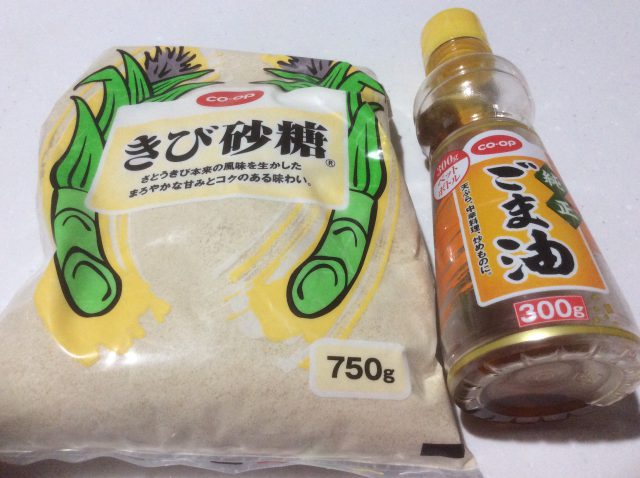 CO-OP
きび砂糖®
さとうきび本来の風味を生かした
まろやかな甘みとコクのある味わい。
750g
CO-OP
300g
ペットボトル
純正
ごま油
天ぷら、中華料理、炒めものに。
300g